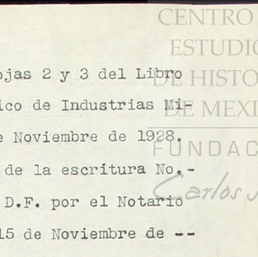 CENTRO
ESTUDIO
DE HISTO
DE MEXI
FUNDAC
Carlos
ojas 2 y 3 del Libro
ico de Industrias Mi-
e Noviembre de 1928.
de la escritura No.-
D.F. por el Notario
15 de Noviembre de --